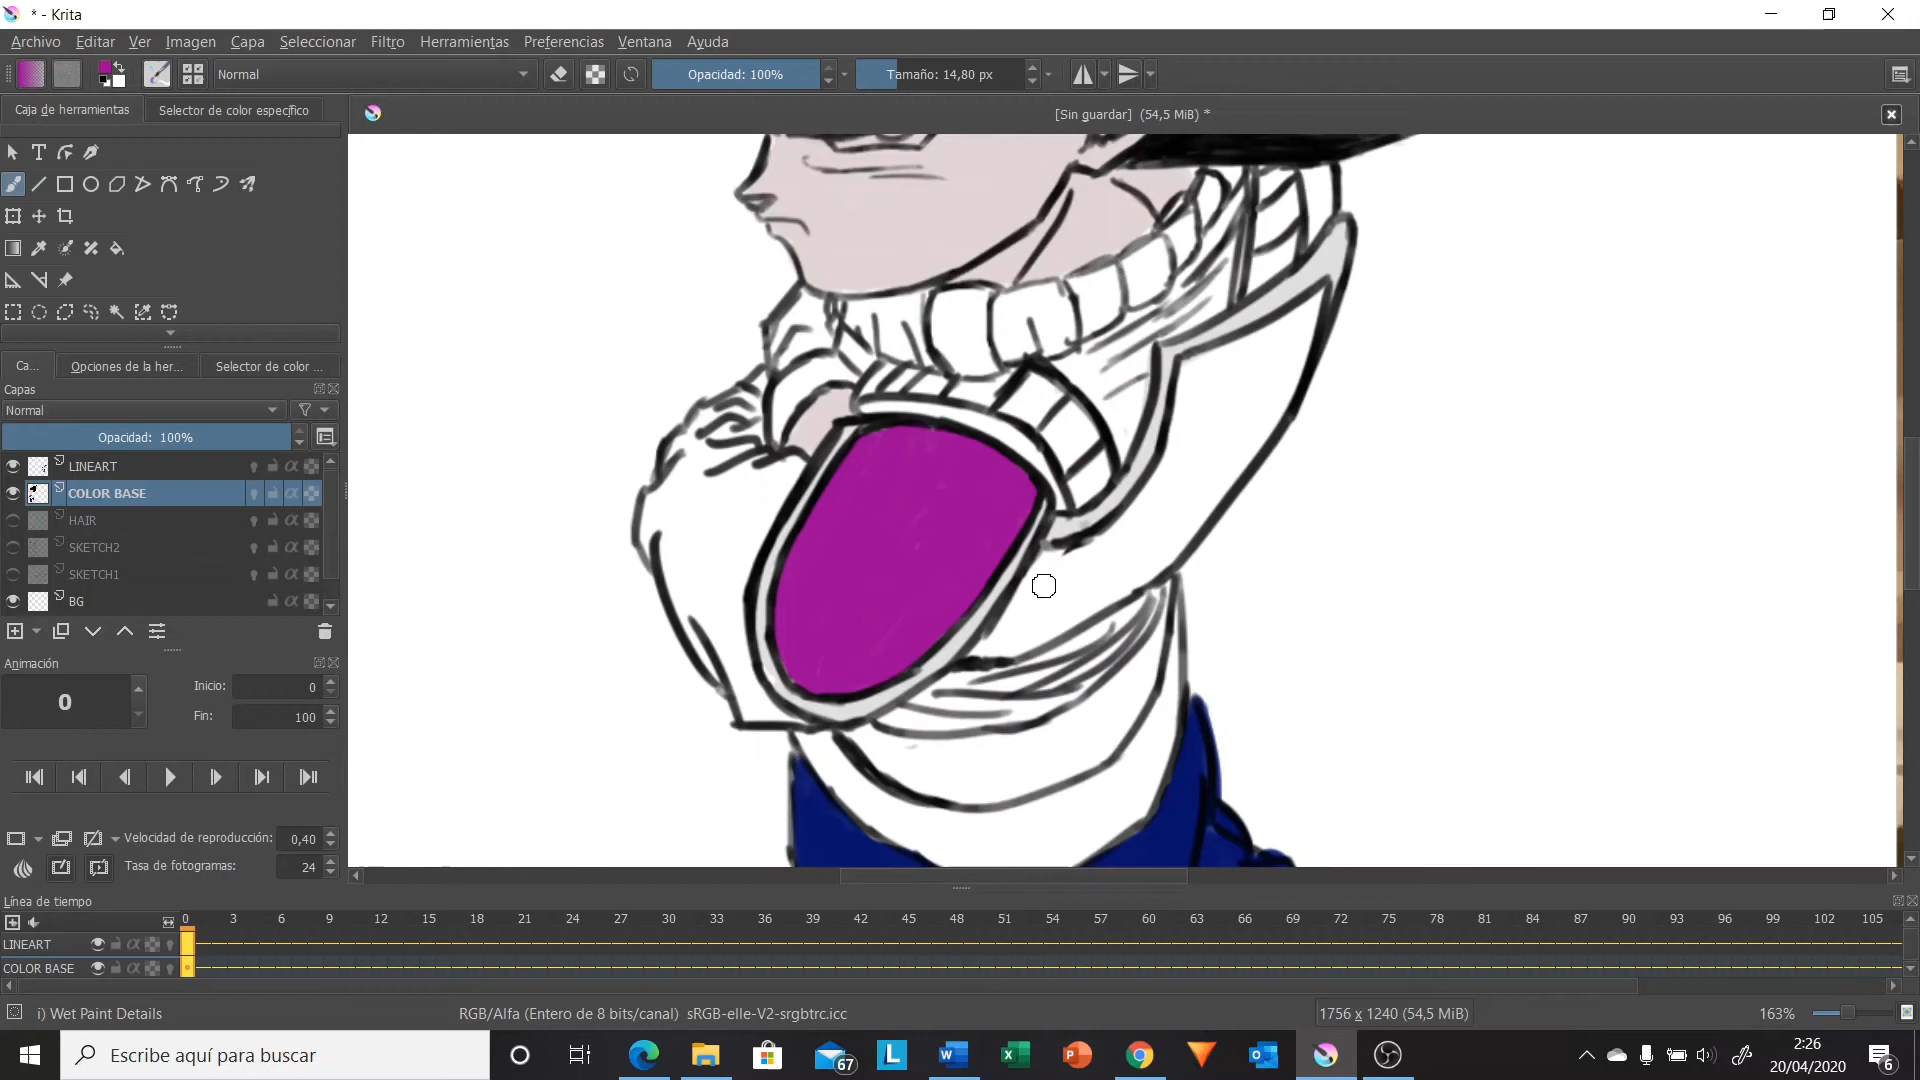 * - Krita
Archivo Editar Ver Imagen Capa Seleccionar Filtro Herramientas Preferencias Ventana Ayuda
Normal Opacidad: 100% Tamaño: 14,80 px
Caja de herramientas Selector de color específico
[Sin guardar] (54,5 MiB) *
Ca... Opciones de la her... Selector de color ...
Capas
Normal
Opacidad: 100%
LINEART
COLOR BASE
HAIR
SKETCH2
SKETCH1
BG
Animación
0
Inicio: 0
Fin: 100
Velocidad de reproducción: 0,40
Tasa de fotogramas: 24
Línea de tiempo
0 3 6 9 12 15 18 21 24 27 30 33 36 39 42 45 48 51 54 57 60 63 66 69 72 75 78 81 84 87 90 93 96 99 102 105
LINEART
COLOR BASE
i) Wet Paint Details RGB/Alfa (Entero de 8 bits/canal) sRGB-elle-V2-srgbtrc.icc 1756 x 1240 (54,5 MiB) 163%
Escribe aquí para buscar
67
L
2:26
20/04/2020
6